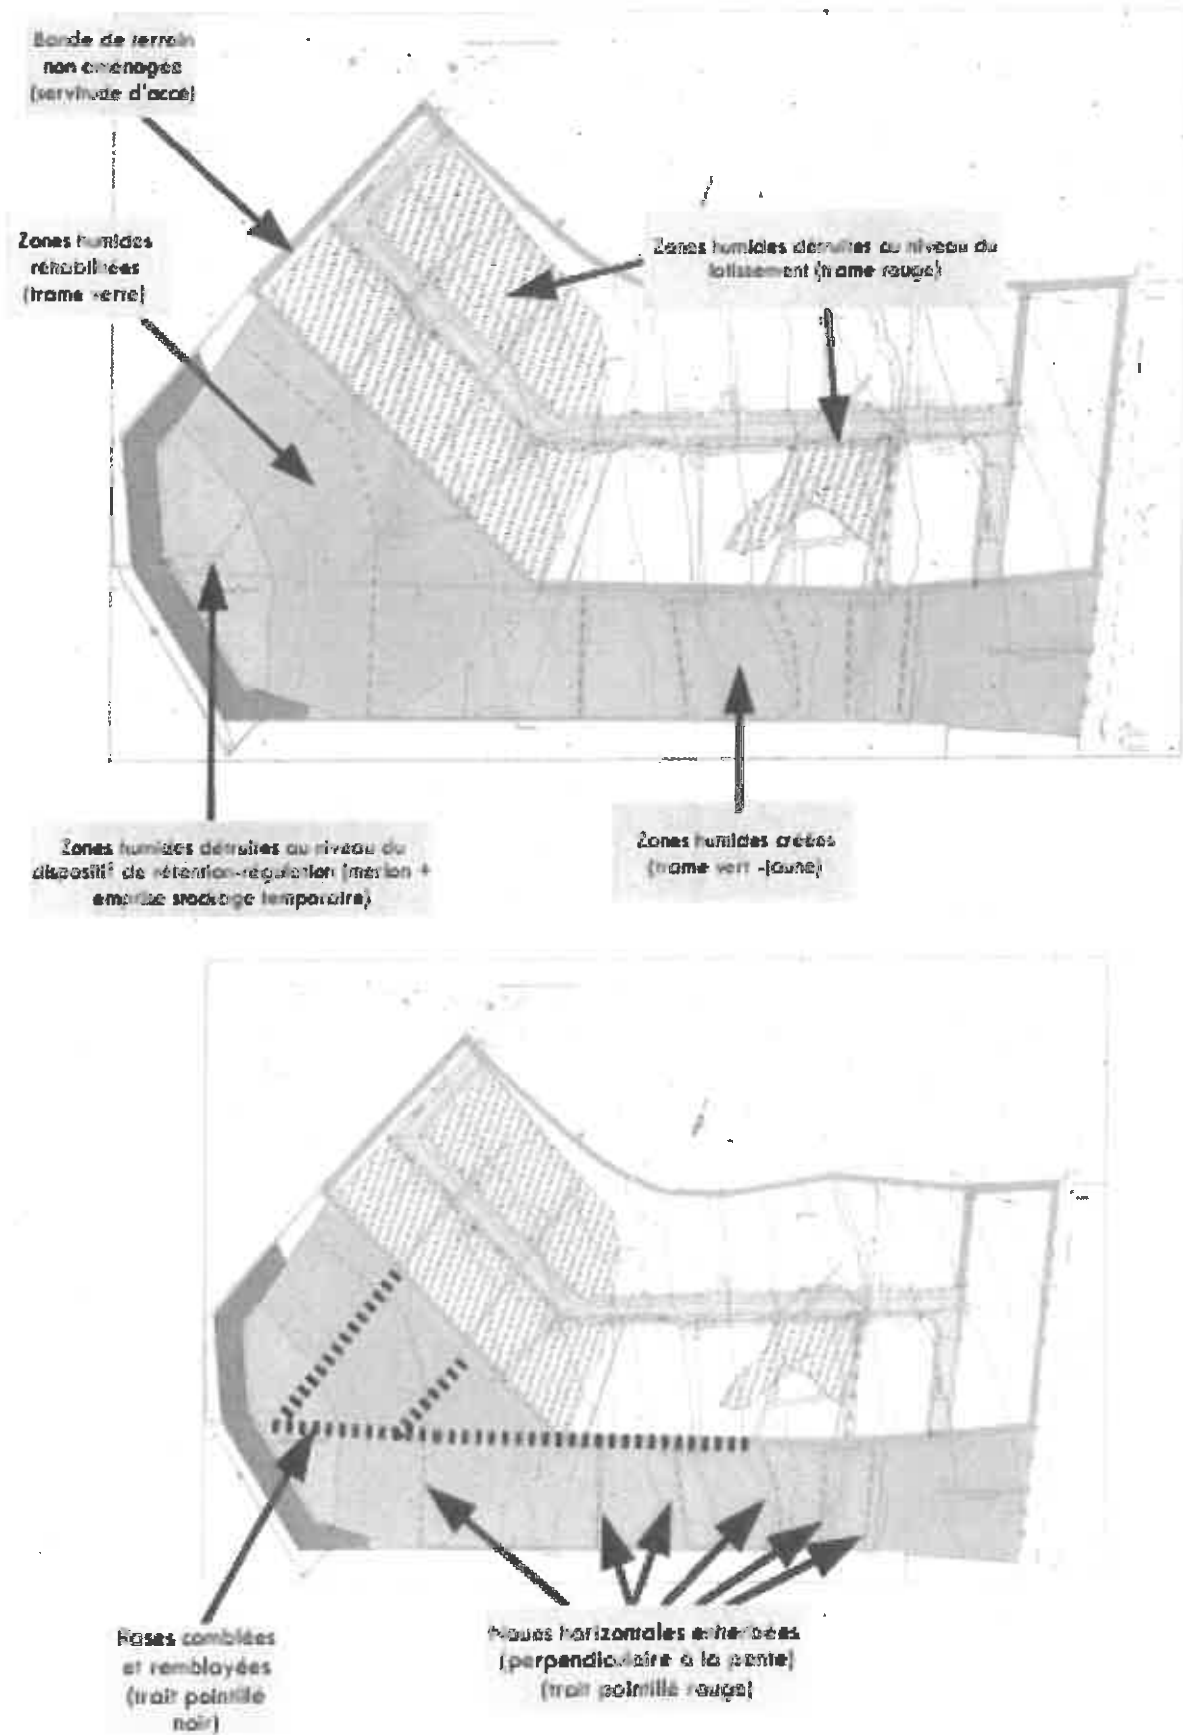 Bande de terrain
non aménagée
(servitude d'accé)
Zones humides
réhabilitées
(trame verte)
Zones humides détruites au niveau du
lotissement (trame rouge)
Zones humides détruites au niveau du
dispositif de rétention-régulation (merlon +
emprise stockage temporaire)
Zones humides créées
(trame vert -jaune)
Roses comblées
et remblayées
(trait pointillé
noir)
Noues horizontales enherbées
(perpendiculaire a la pente)
(trait pointillé rouge)